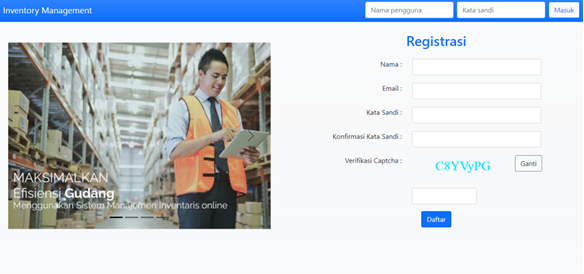 Inventory Management
Nama pengguna
Kata sandi
Masuk
MAKSIMALKAN
Efisiensi Gudang
Menggunakan Sistem Manajemen Inventaris online
Registrasi
Nama :
Email :
Kata Sandi :
Konfirmasi Kata Sandi :
Verifikasi Captcha :
C8YVyPG
Ganti
Daftar